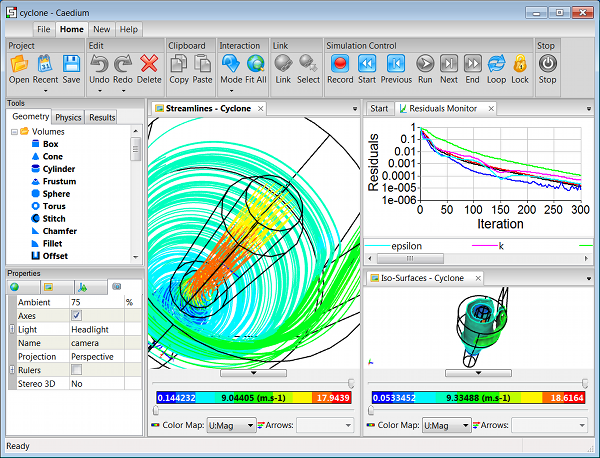 cyclone - Caedium
File Home New Help
Project Edit Clipboard Interaction Link Simulation Control Stop
Open Recent Save Undo Redo Delete Copy Paste Mode Fit All Link Select Record Start Previous Run Next End Loop Lock Stop
Tools
Geometry Physics Results
Volumes
Box
Cone
Cylinder
Frustum
Sphere
Torus
Stitch
Chamfer
Fillet
Offset
Properties
Ambient 75 %
Axes
Light Headlight
Name camera
Projection Perspective
Rulers
Stereo 3D No
Streamlines - Cyclone
0.144232 9.04405 (m.s-1) 17.9439
Color Map: U:Mag Arrows:
Start Residuals Monitor
Residuals
1
0.1
0.01
0.001
0.0001
1e-005
1e-006
0 50 100 150 200 250 300
Iteration
epsilon k
Iso-Surfaces - Cyclone
0.0533452 9.33488 (m.s-1) 18.6164
Color Map: U:Mag Arrows:
Ready